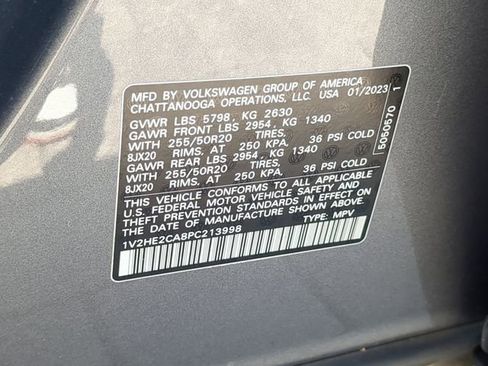 MFD BY VOLKSWAGEN GROUP OF AMERICA
CHATTANOOGA OPERATIONS, LLC. USA 01/2023
GVWR LBS 5798, KG 2630
GAWR FRONT LBS 2954, KG 1340
WITH 255/50R20 TIRES.
8JX20 RIMS, AT 250 KPA, 36 PSI COLD
GAWR REAR LBS 2954, KG 1340
WITH 255/50R20 TIRES.
8JX20 RIMS, AT 250 KPA, 36 PSI COLD
THIS VEHICLE CONFORMS TO ALL APPLICABLE
FEDERAL MOTOR VEHICLE SAFETY AND
THEFT PREVENTION STANDARDS IN EFFECT ON
THE DATE OF MANUFACTURE SHOWN ABOVE.
1V2HE2CA8PC213998 TYPE: MPV
5050570 1